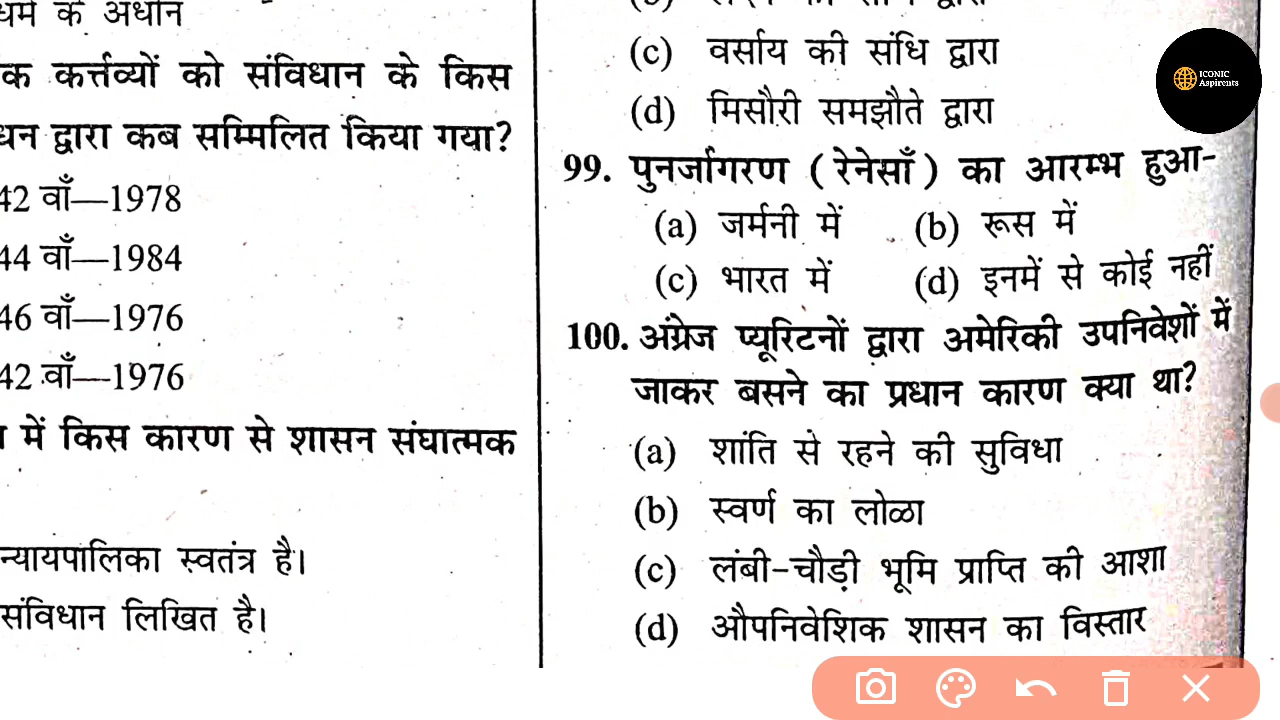 धर्म के अधीन
क कर्त्तव्यों को संविधान के किस
धन द्वारा कब सम्मिलित किया गया?
42 वाँ—1978
44 वाँ—1984
46 वाँ—1976
42 वाँ—1976
में किस कारण से शासन संघात्मक
न्यायपालिका स्वतंत्र है।
संविधान लिखित है।
(c) वर्साय की संधि द्वारा
(d) मिसौरी समझौते द्वारा
99. पुनर्जागरण (रेनेसाँ) का आरम्भ हुआ-
(a) जर्मनी में (b) रूस में
(c) भारत में (d) इनमें से कोई नहीं
100. अंग्रेज प्यूरिटनों द्वारा अमेरिकी उपनिवेशों में
जाकर बसने का प्रधान कारण क्या था?
(a) शांति से रहने की सुविधा
(b) स्वर्ण का लोळा
(c) लंबी-चौड़ी भूमि प्राप्ति की आशा
(d) औपनिवेशिक शासन का विस्तार
ICONIC
Aspirents